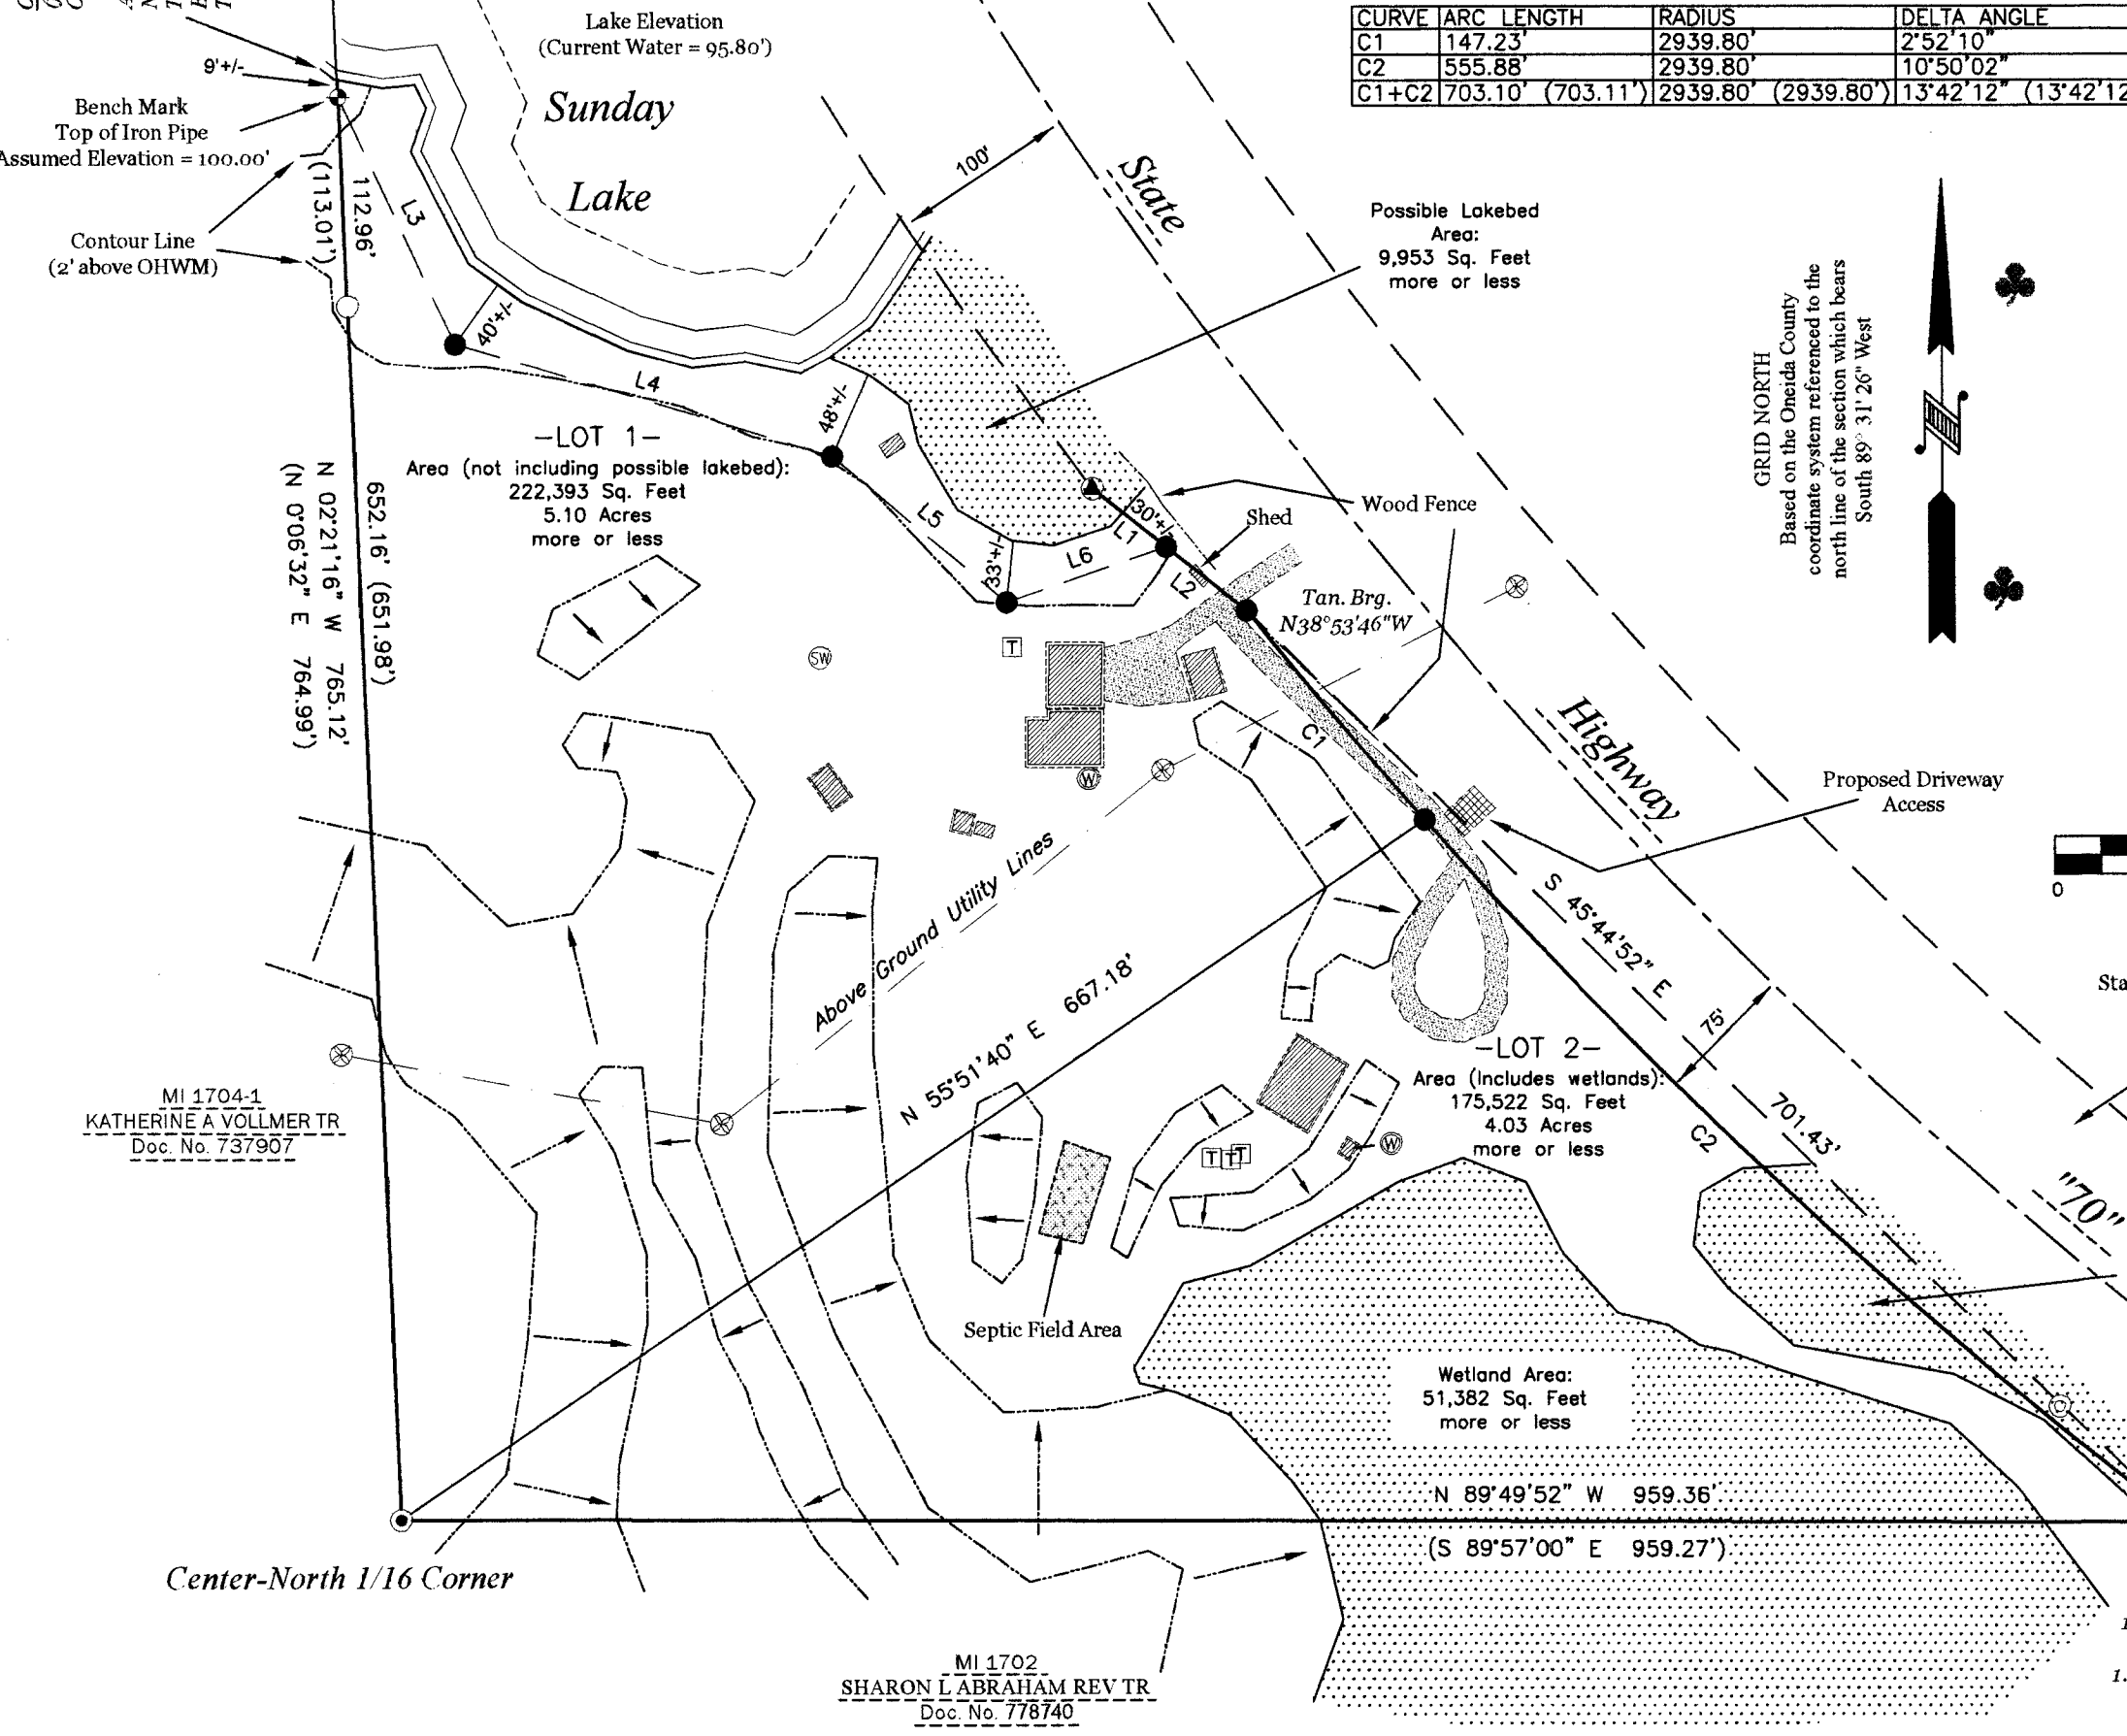 Lake Elevation
(Current Water = 95.80')
CURVE ARC LENGTH RADIUS DELTA ANGLE
C1 147.23' 2939.80' 2°52'10"
C2 555.88' 2939.80' 10°50'02"
C1+C2 703.10' (703.11') 2939.80' (2939.80') 13°42'12" (13°42'12
9'+/-
Bench Mark
Top of Iron Pipe
Assumed Elevation = 100.00'
Sunday
Lake
100'
State
Highway
"70"
Contour Line
(2' above OHWM)
112.96'
(113.01')
L3
40'+/-
L4
48'+/-
L5
33'+/-
L6
30'+/-
L1
L2
Possible Lakebed
Area:
9,953 Sq. Feet
more or less
GRID NORTH
Based on the Oneida County
coordinate system referenced to the
north line of the section which bears
South 89° 31' 26" West
-LOT 1-
Area (not including possible lakebed):
222,393 Sq. Feet
5.10 Acres
more or less
Wood Fence
Shed
Tan. Brg.
N38°53'46"W
652.16' (651.98')
N 02°21'16" W 765.12'
(N 0°06'32" E 764.99')
SW
T
W
C1
Proposed Driveway
Access
0
Above Ground Utility Lines
N 55°51'40" E 667.18'
S 45°44'52" E
701.43'
75'
C2
Sta
-LOT 2-
Area (Includes wetlands):
175,522 Sq. Feet
4.03 Acres
more or less
T T T
W
MI 1704-1
KATHERINE A VOLLMER TR
Doc. No. 737907
Septic Field Area
Wetland Area:
51,382 Sq. Feet
more or less
N 89°49'52" W 959.36'
(S 89°57'00" E 959.27')
Center-North 1/16 Corner
MI 1702
SHARON L ABRAHAM REV TR
Doc. No. 778740
1.